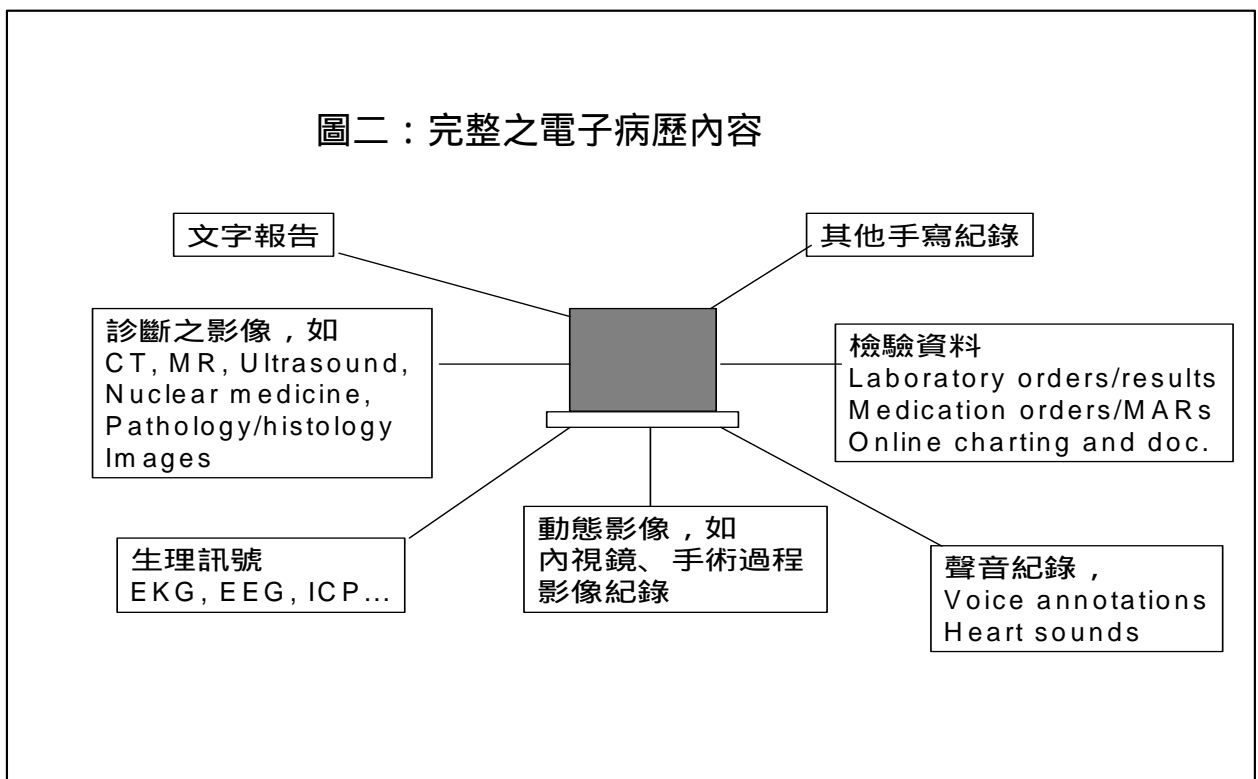 圖二：完整之電子病歷內容
文字報告
其他手寫紀錄
診斷之影像，如
CT, MR, Ultrasound,
Nuclear medicine,
Pathology/histology
Images
檢驗資料
Laboratory orders/results
Medication orders/MARs
Online charting and doc.
生理訊號
EKG, EEG, ICP...
動態影像，如
內視鏡、手術過程
影像紀錄
聲音紀錄，
Voice annotations
Heart sounds